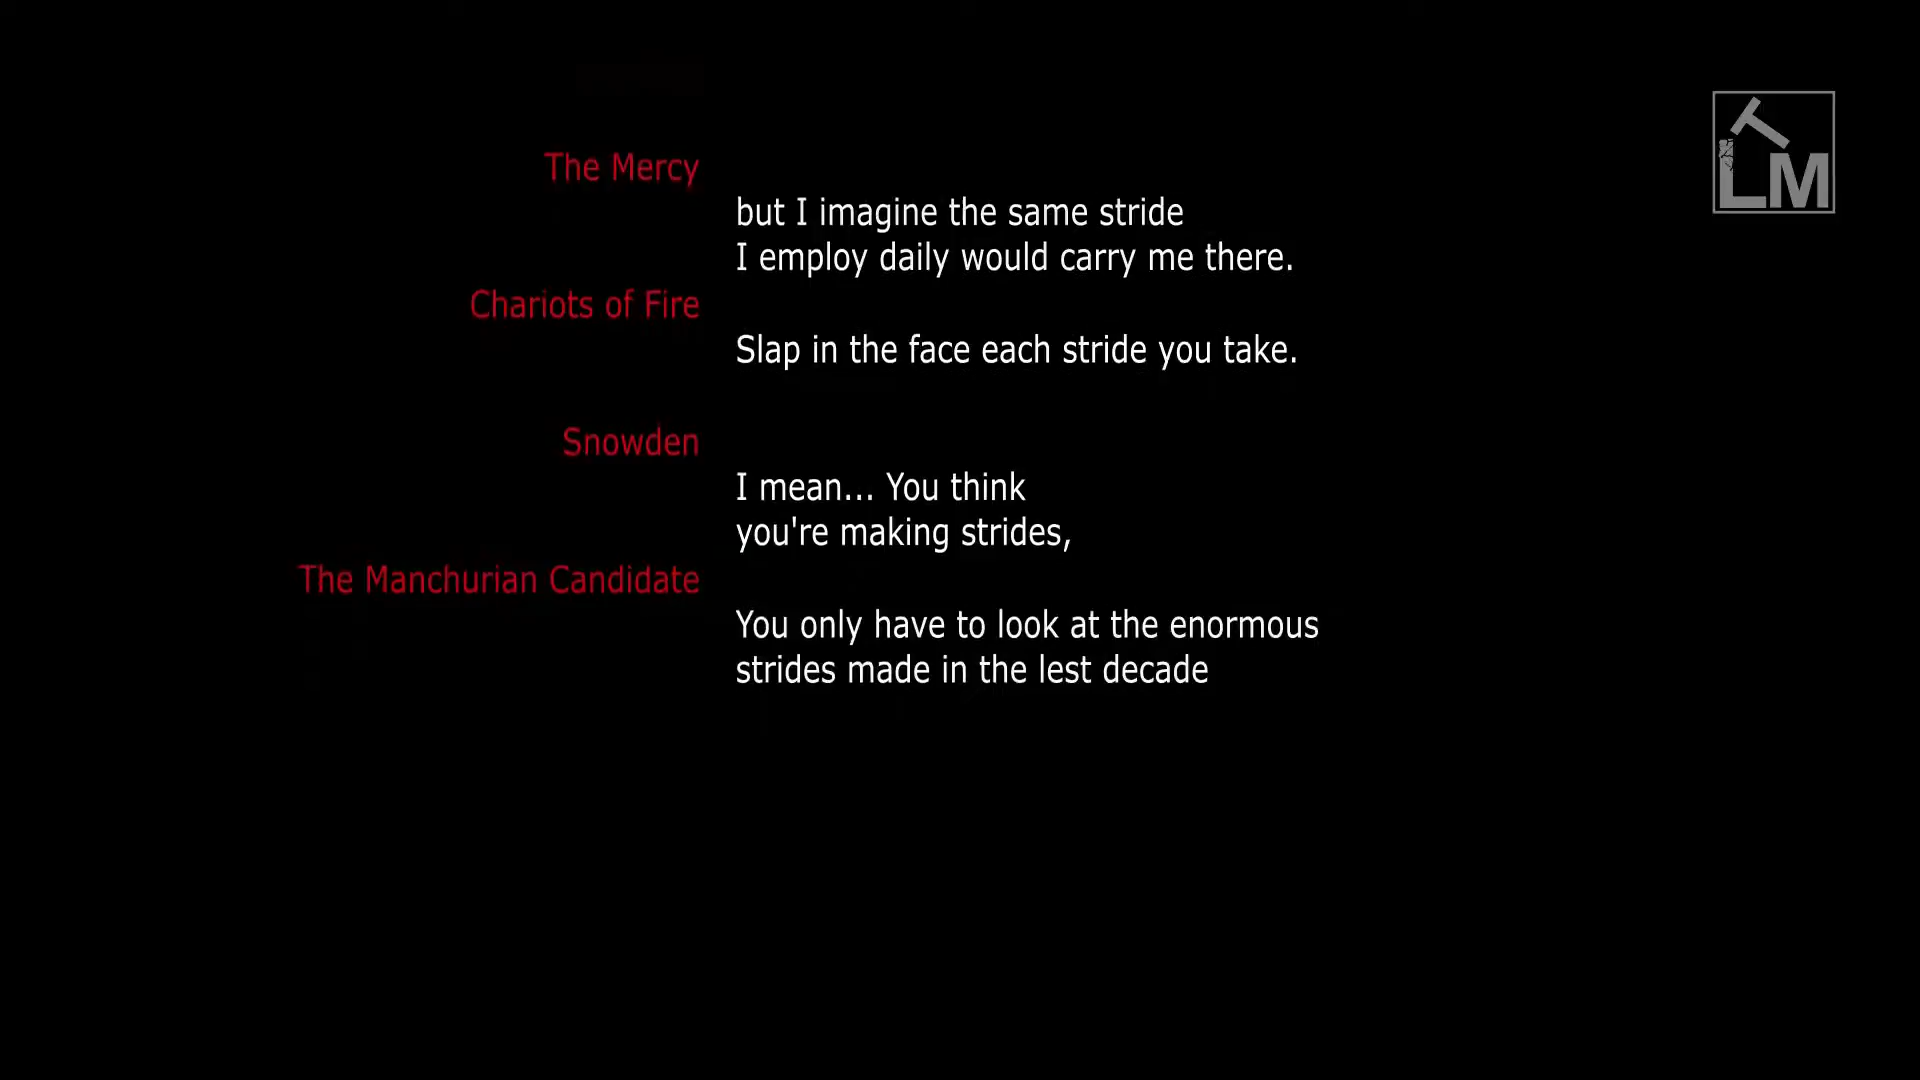 The Mercy
but I imagine the same stride
I employ daily would carry me there.
Chariots of Fire
Slap in the face each stride you take.
Snowden
I mean... You think
you're making strides,
The Manchurian Candidate
You only have to look at the enormous
strides made in the lest decade
TLM